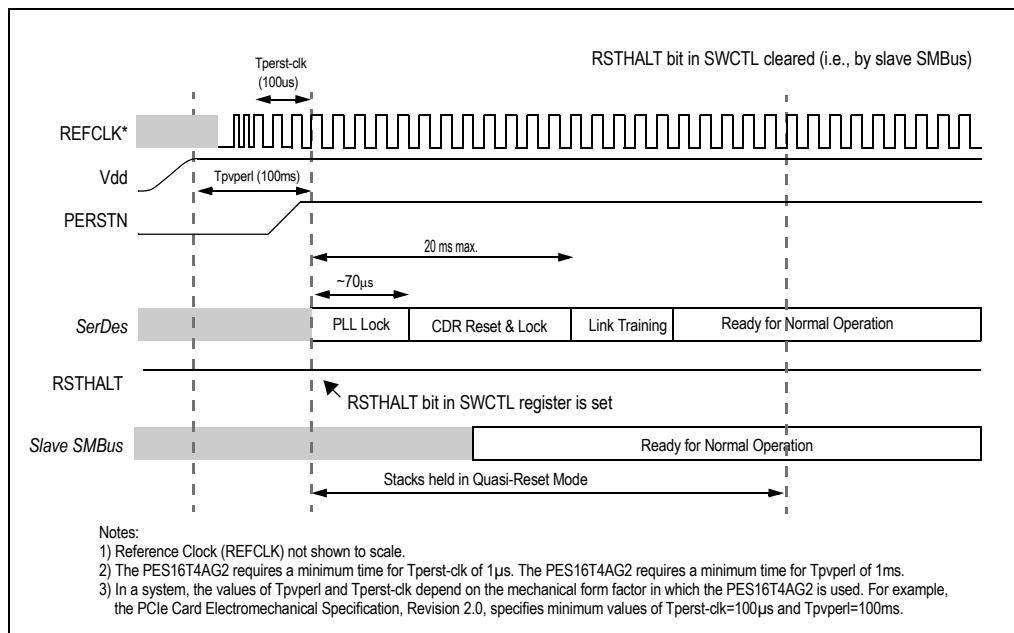 RSTHALT bit in SWCTL cleared (i.e., by slave SMBus)
Tperst-clk
(100us)
REFCLK*
Vdd
Tpvperl (100ms)
PERSTN
20 ms max.
~70µs
SerDes
PLL Lock
CDR Reset & Lock
Link Training
Ready for Normal Operation
RSTHALT
RSTHALT bit in SWCTL register is set
Slave SMBus
Ready for Normal Operation
Stacks held in Quasi-Reset Mode
Notes:
1) Reference Clock (REFCLK) not shown to scale.
2) The PES16T4AG2 requires a minimum time for Tperst-clk of 1µs. The PES16T4AG2 requires a minimum time for Tpvperl of 1ms.
3) In a system, the values of Tpvperl and Tperst-clk depend on the mechanical form factor in which the PES16T4AG2 is used. For example,
the PCIe Card Electromechanical Specification, Revision 2.0, specifies minimum values of Tperst-clk=100µs and Tpvperl=100ms.